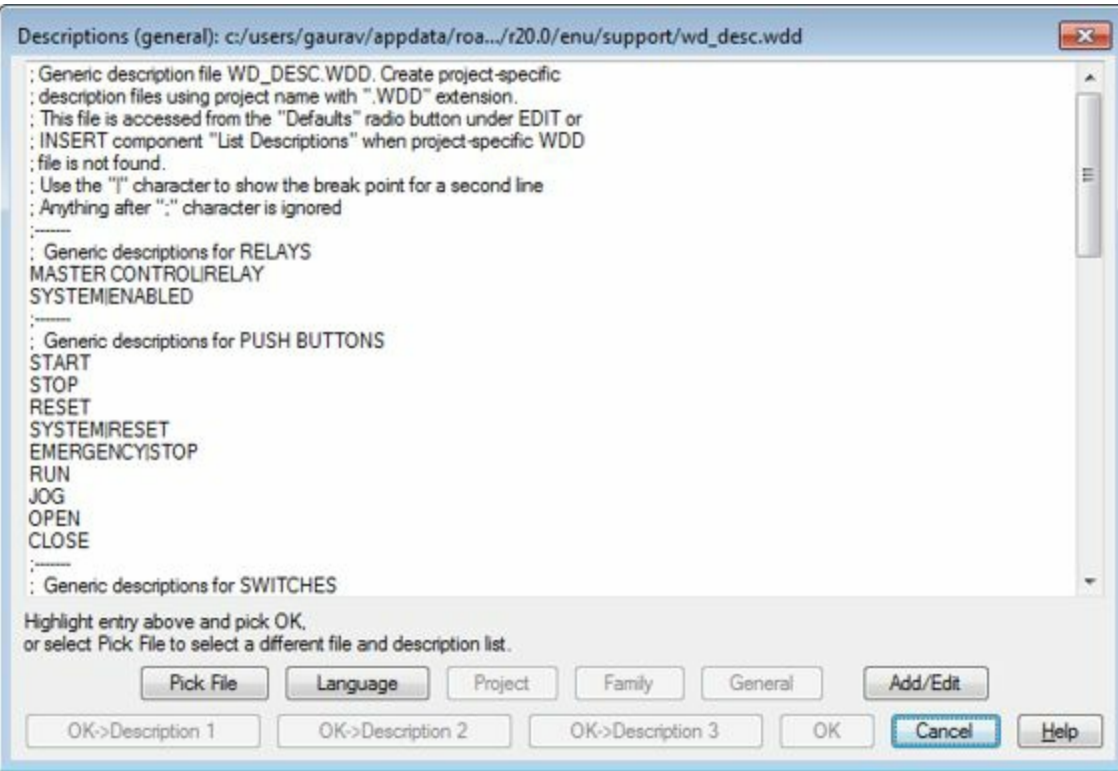 Descriptions (general): c:/users/gaurav/appdata/roa.../r20.0/enu/support/wd_desc.wdd
; Generic description file WD_DESC.WDD. Create project-specific
; description files using project name with ".WDD" extension.
; This file is accessed from the "Defaults" radio button under EDIT or
; INSERT component "List Descriptions" when project-specific WDD
; file is not found.
; Use the "|" character to show the break point for a second line
; Anything after ";" character is ignored
;-------
; Generic descriptions for RELAYS
MASTER CONTROL|RELAY
SYSTEM|ENABLED
;-------
; Generic descriptions for PUSH BUTTONS
START
STOP
RESET
SYSTEM|RESET
EMERGENCY|STOP
RUN
JOG
OPEN
CLOSE
;-------
; Generic descriptions for SWITCHES
Highlight entry above and pick OK,
or select Pick File to select a different file and description list.
Pick File Language Project Family General Add/Edit
OK->Description 1 OK->Description 2 OK->Description 3 OK Cancel Help